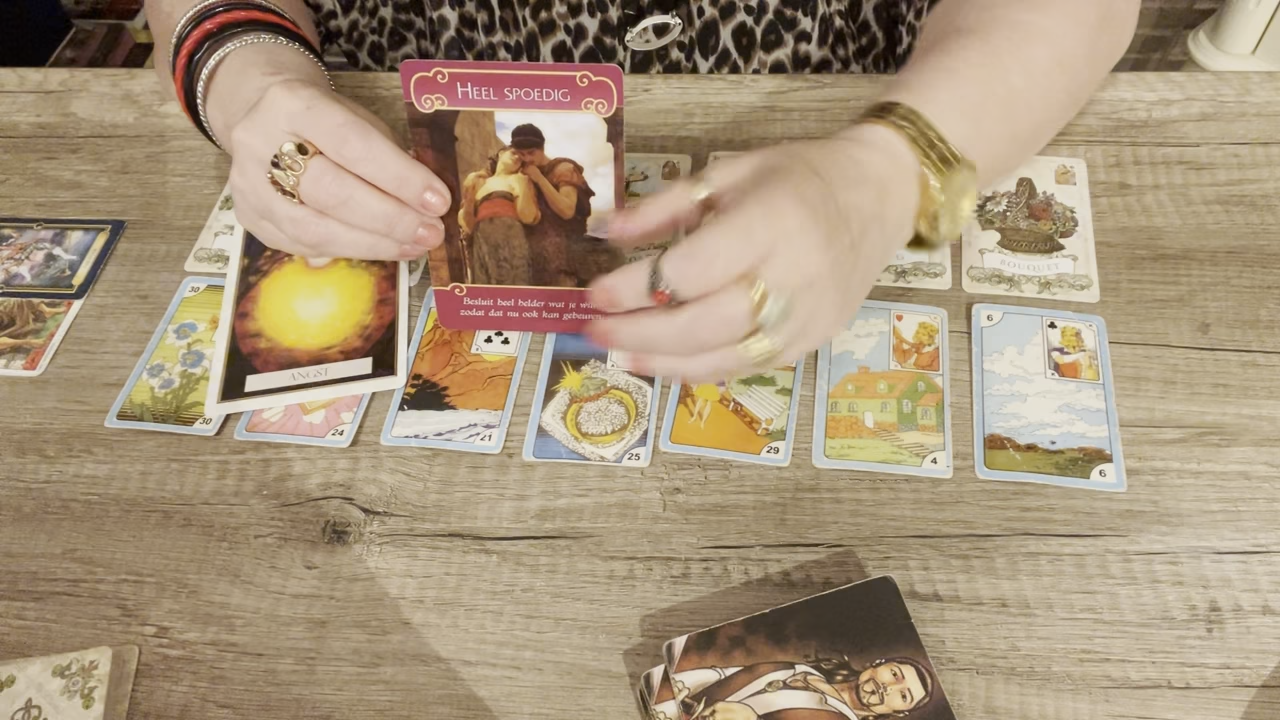 HEEL SPOEDIG
Besluit heel helder wat je
zodat dat nu ook kan gebeuren
ANGST
BOUQUET
30
30
24
21
25
29
4
6
6